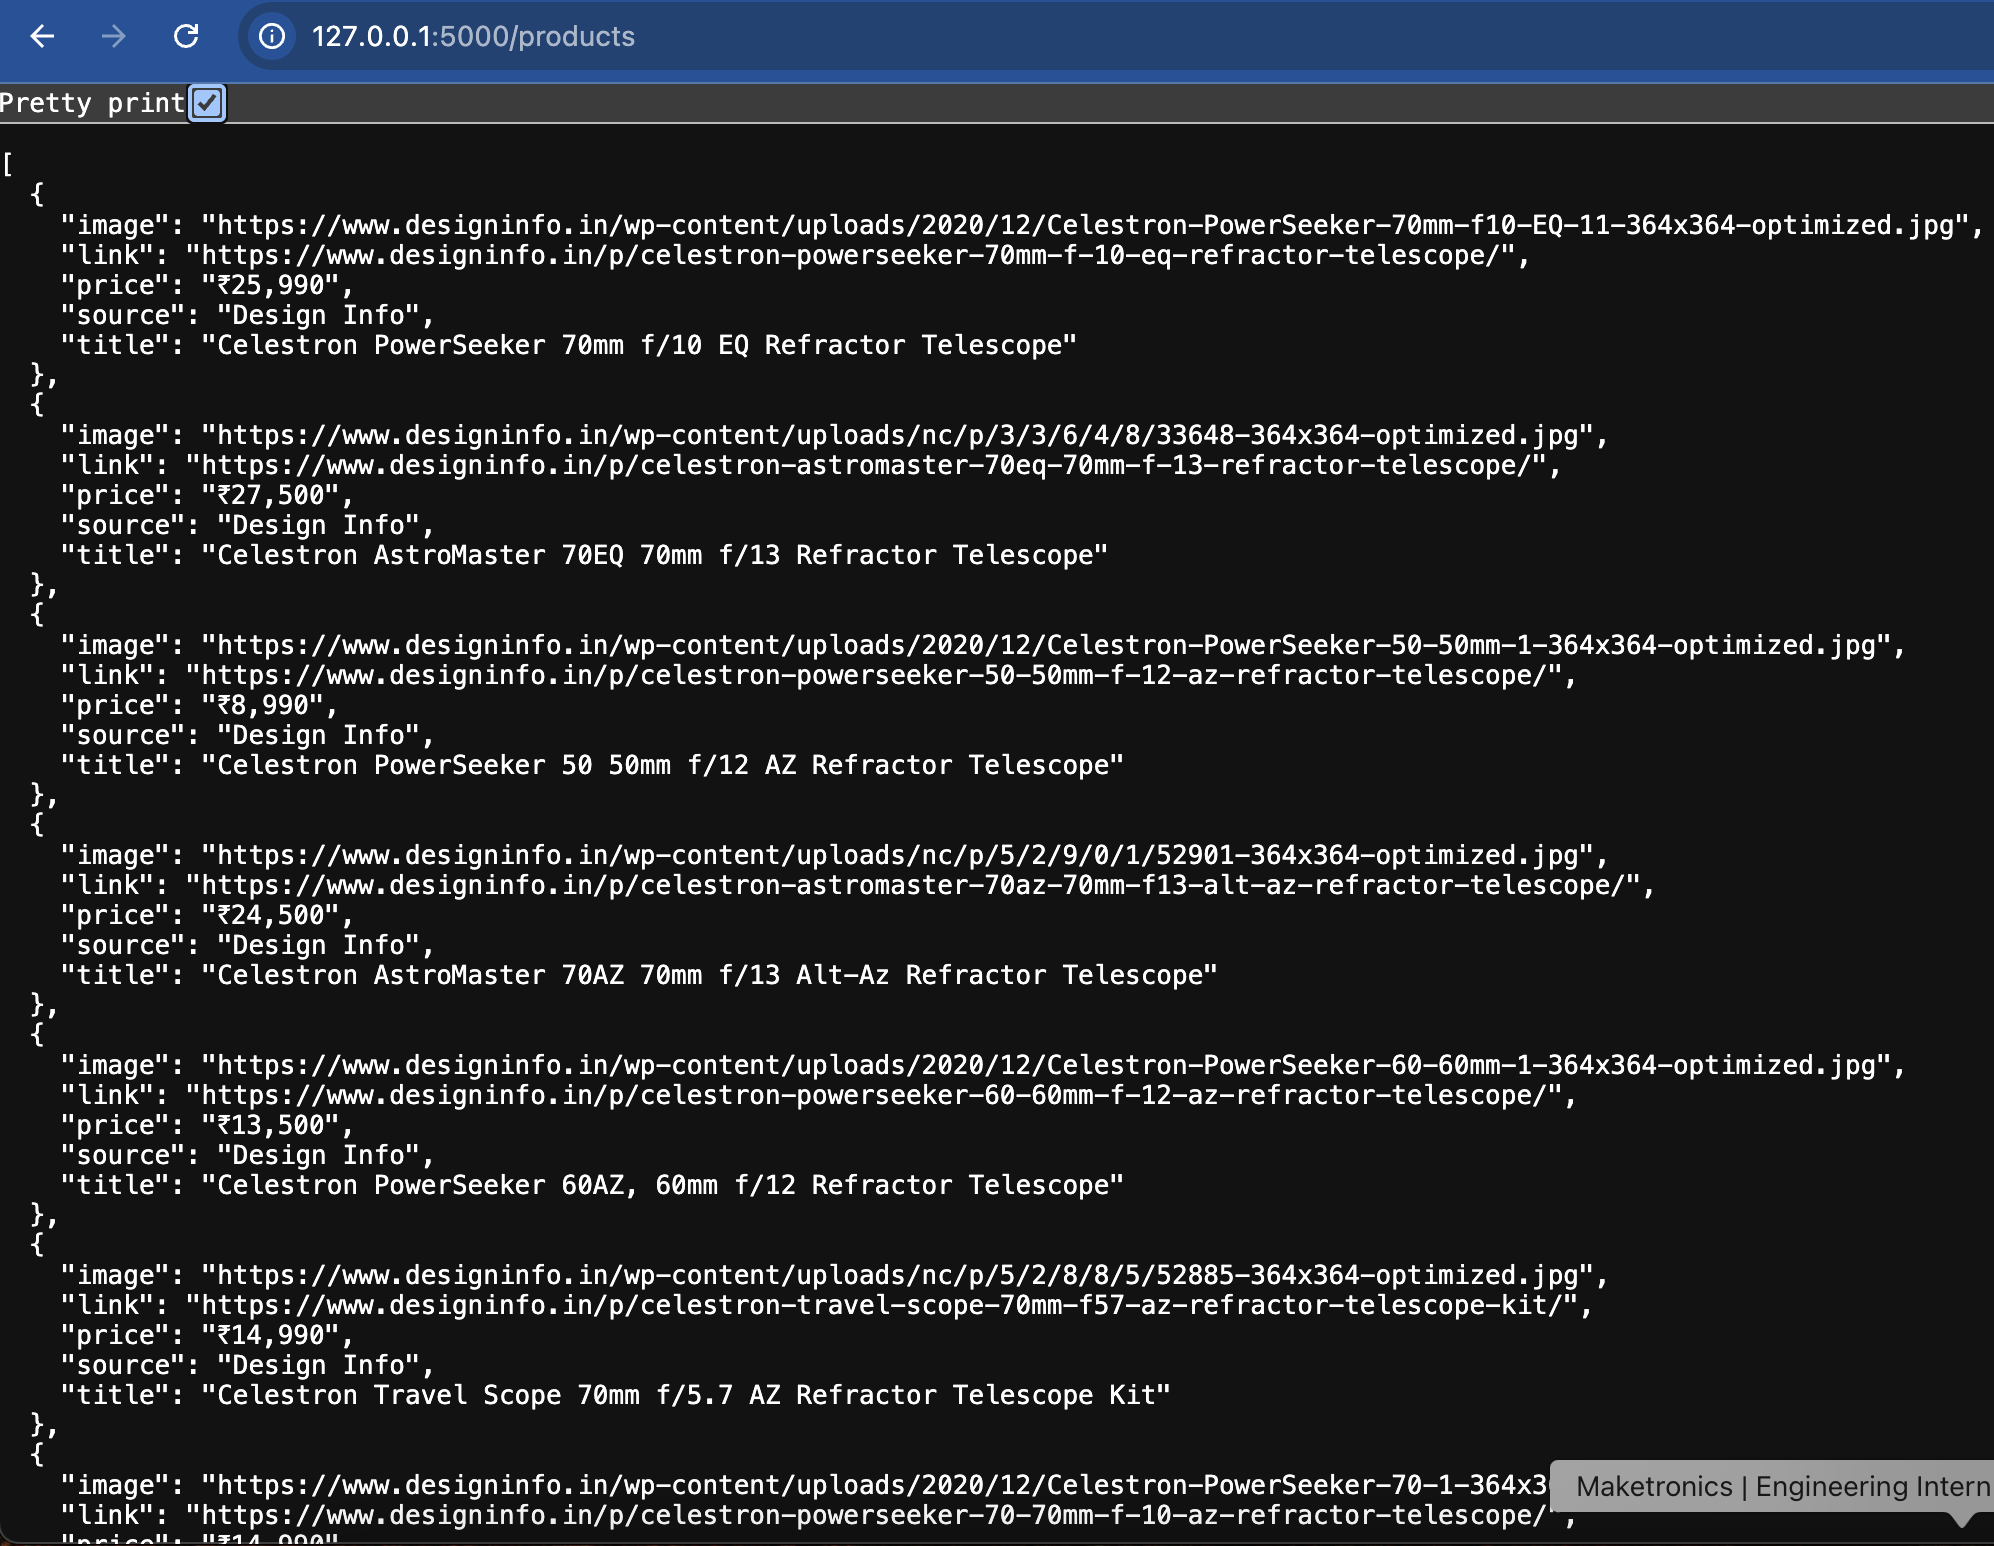 127.0.0.1:5000/products
Pretty print
[
  {
    "image": "https://www.designinfo.in/wp-content/uploads/2020/12/Celestron-PowerSeeker-70mm-f10-EQ-11-364x364-optimized.jpg",
    "link": "https://www.designinfo.in/p/celestron-powerseeker-70mm-f-10-eq-refractor-telescope/",
    "price": "₹25,990",
    "source": "Design Info",
    "title": "Celestron PowerSeeker 70mm f/10 EQ Refractor Telescope"
  },
  {
    "image": "https://www.designinfo.in/wp-content/uploads/nc/p/3/3/6/4/8/33648-364x364-optimized.jpg",
    "link": "https://www.designinfo.in/p/celestron-astromaster-70eq-70mm-f-13-refractor-telescope/",
    "price": "₹27,500",
    "source": "Design Info",
    "title": "Celestron AstroMaster 70EQ 70mm f/13 Refractor Telescope"
  },
  {
    "image": "https://www.designinfo.in/wp-content/uploads/2020/12/Celestron-PowerSeeker-50-50mm-1-364x364-optimized.jpg",
    "link": "https://www.designinfo.in/p/celestron-powerseeker-50-50mm-f-12-az-refractor-telescope/",
    "price": "₹8,990",
    "source": "Design Info",
    "title": "Celestron PowerSeeker 50 50mm f/12 AZ Refractor Telescope"
  },
  {
    "image": "https://www.designinfo.in/wp-content/uploads/nc/p/5/2/9/0/1/52901-364x364-optimized.jpg",
    "link": "https://www.designinfo.in/p/celestron-astromaster-70az-70mm-f13-alt-az-refractor-telescope/",
    "price": "₹24,500",
    "source": "Design Info",
    "title": "Celestron AstroMaster 70AZ 70mm f/13 Alt-Az Refractor Telescope"
  },
  {
    "image": "https://www.designinfo.in/wp-content/uploads/2020/12/Celestron-PowerSeeker-60-60mm-1-364x364-optimized.jpg",
    "link": "https://www.designinfo.in/p/celestron-powerseeker-60-60mm-f-12-az-refractor-telescope/",
    "price": "₹13,500",
    "source": "Design Info",
    "title": "Celestron PowerSeeker 60AZ, 60mm f/12 Refractor Telescope"
  },
  {
    "image": "https://www.designinfo.in/wp-content/uploads/nc/p/5/2/8/8/5/52885-364x364-optimized.jpg",
    "link": "https://www.designinfo.in/p/celestron-travel-scope-70mm-f57-az-refractor-telescope-kit/",
    "price": "₹14,990",
    "source": "Design Info",
    "title": "Celestron Travel Scope 70mm f/5.7 AZ Refractor Telescope Kit"
  },
  {
    "image": "https://www.designinfo.in/wp-content/uploads/2020/12/Celestron-PowerSeeker-70-1-364x3
Maketronics | Engineering Intern
    "link": "https://www.designinfo.in/p/celestron-powerseeker-70-70mm-f-10-az-refractor-telescope/",
    "price": "₹14,990"